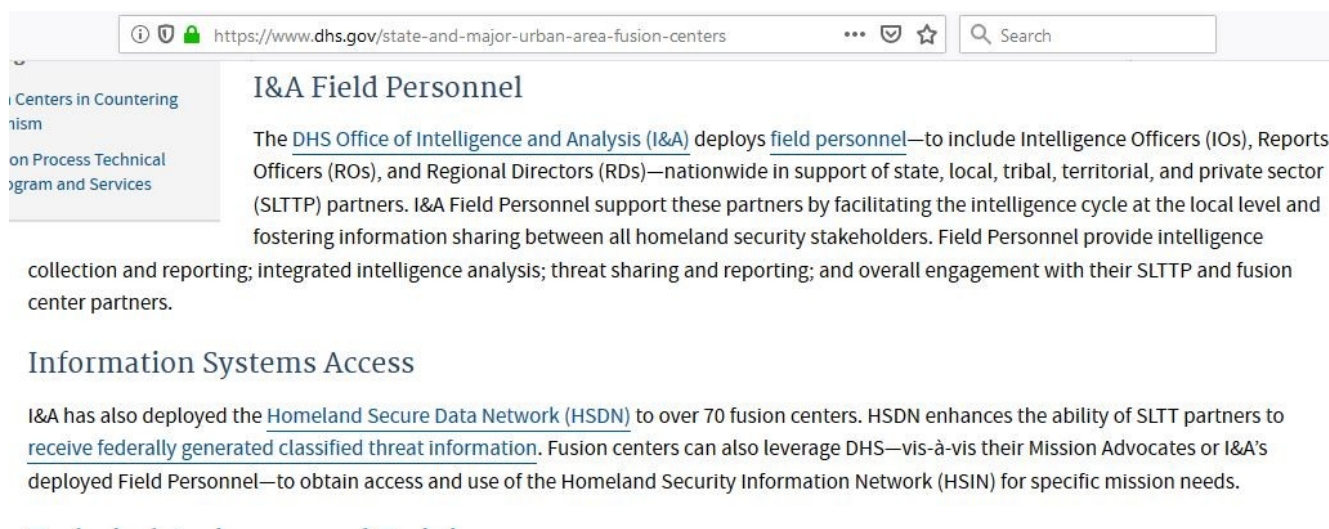 https://www.dhs.gov/state-and-major-urban-area-fusion-centers
Search
Centers in Countering
on Process Technical
and Services
I&A Field Personnel
The DHS Office of Intelligence and Analysis (I&A) deploys field personnel—to include Intelligence Officers (IOs), Reports
Officers (ROs), and Regional Directors (RDs)—nationwide in support of state, local, tribal, territorial, and private sector
(SLTTP) partners. I&A Field Personnel support these partners by facilitating the intelligence cycle at the local level and
fostering information sharing between all homeland security stakeholders. Field Personnel provide intelligence
collection and reporting; integrated intelligence analysis; threat sharing and reporting; and overall engagement with their SLTTP and fusion
center partners.
Information Systems Access
I&A has also deployed the Homeland Secure Data Network (HSDN) to over 70 fusion centers. HSDN enhances the ability of SLTT partners to
receive federally generated classified threat information. Fusion centers can also leverage DHS—vis-à-vis their Mission Advocates or I&A's
deployed Field Personnel—to obtain access and use of the Homeland Security Information Network (HSIN) for specific mission needs.